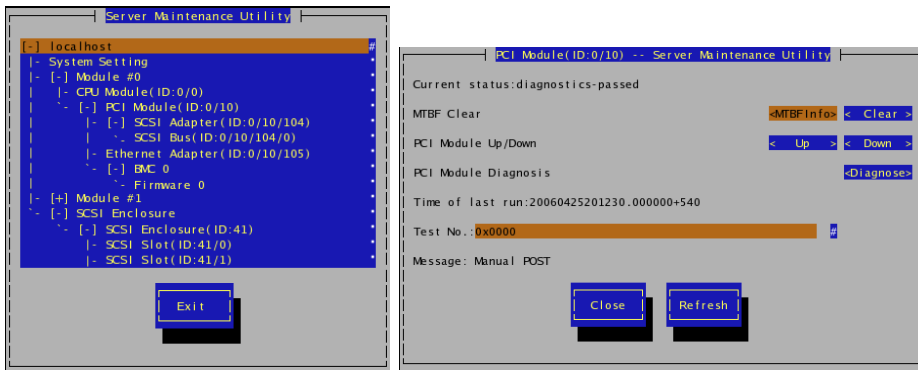 Server Maintenance Utility
[-] localhost #
|- System Setting
|- [-] Module #0
| |- CPU Module(ID:0/0)
| `- [-] PCI Module(ID:0/10)
| |- [-] SCSI Adapter(ID:0/10/104)
| | `- SCSI Bus(ID:0/10/104/0)
| |- Ethernet Adapter(ID:0/10/105)
| `- [-] BMC 0
| `- Firmware 0
|- [+] Module #1
`- [-] SCSI Enclosure
`- [-] SCSI Enclosure(ID:41)
|- SCSI Slot(ID:41/0)
|- SCSI Slot(ID:41/1)
Exit
PCI Module(ID:0/10) -- Server Maintenance Utility
Current status:diagnostics-passed
MTBF Clear <MTBFInfo> < Clear >
PCI Module Up/Down < Up > < Down >
PCI Module Diagnosis <Diagnose>
Time of last run:20060425201230.000000+540
Test No.:0x0000 #
Message: Manual POST
Close Refresh